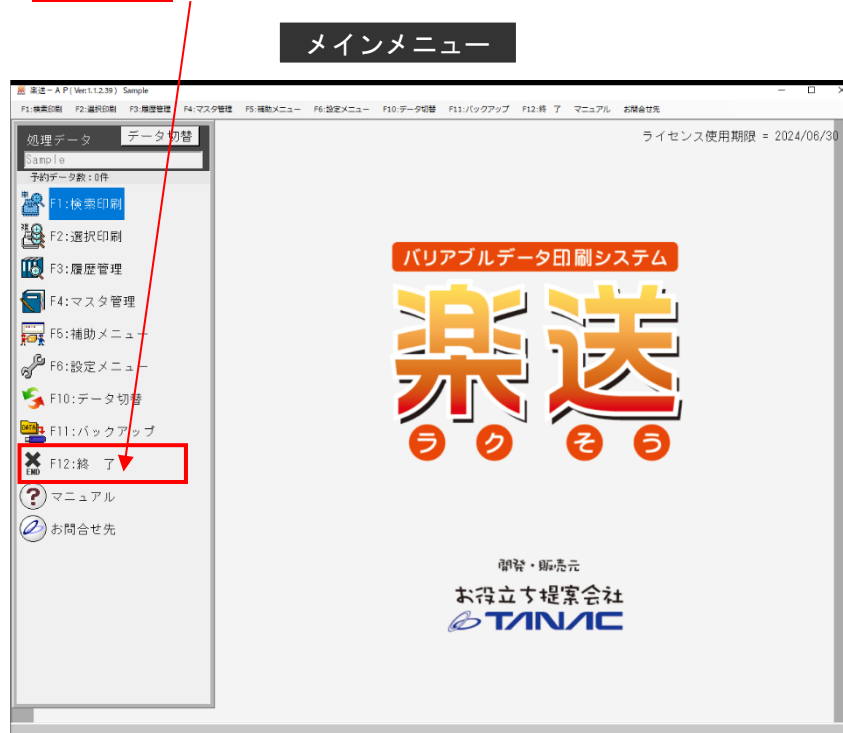 メインメニュー
楽送－ＡＰ( Ver:1.1.2.39 ) Sample
F1:検索印刷 F2:選択印刷 F3:履歴管理 F4:マスタ管理 F5:補助メニュー F6:設定メニュー F10:データ切替 F11:バックアップ F12:終 了 マニュアル お問合せ先
処理データ データ切替
ライセンス使用期限 = 2024/06/30
Sample
予約データ数：0件
F1:検索印刷
F2:選択印刷
F3:履歴管理
F4:マスタ管理
F5:補助メニュー
F6:設定メニュー
F10:データ切替
F11:バックアップ
END F12:終 了
マニュアル
お問合せ先
バリアブルデータ印刷システム
楽送
ラクそう
開発・販売元
お役立ち提案会社
TANAC